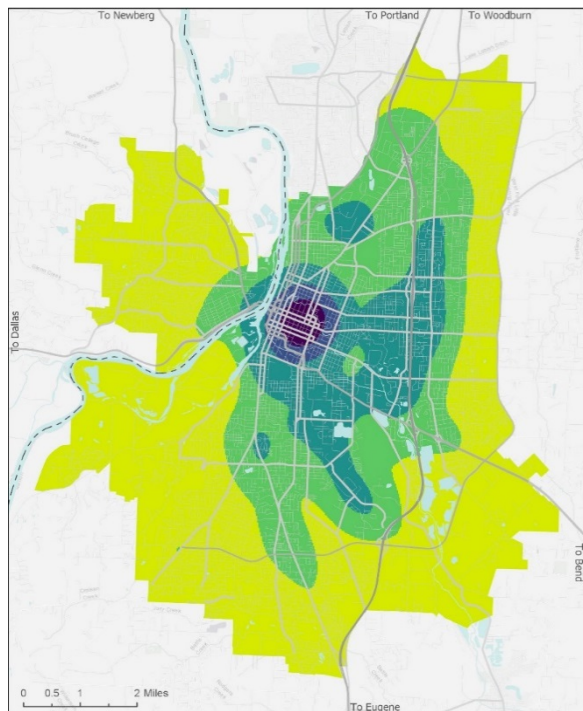 To Newberg
To Portland
To Woodburn
To Dallas
To Bend
0 0.5 1 2 Miles
To Eugene